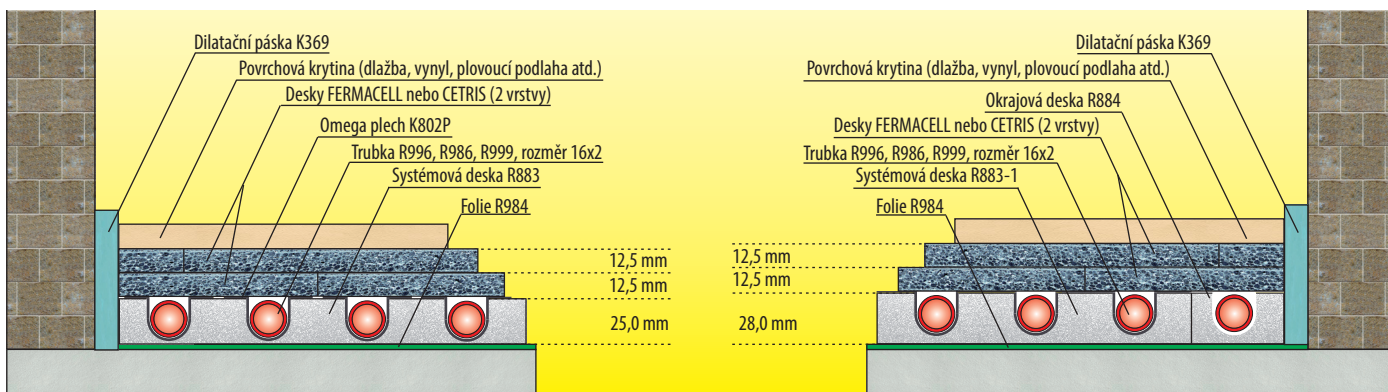 Dilatační páska K369
Povrchová krytina (dlažba, vynyl, plovoucí podlaha atd.)
Desky FERMACELL nebo CETRIS (2 vrstvy)
Omega plech K802P
Trubka R996, R986, R999, rozměr 16x2
Systémová deska R883
Folie R984
12,5 mm
12,5 mm
25,0 mm
Dilatační páska K369
Povrchová krytina (dlažba, vynyl, plovoucí podlaha atd.)
Okrajová deska R884
Desky FERMACELL nebo CETRIS (2 vrstvy)
Trubka R996, R986, R999, rozměr 16x2
Systémová deska R883-1
Folie R984
12,5 mm
12,5 mm
28,0 mm